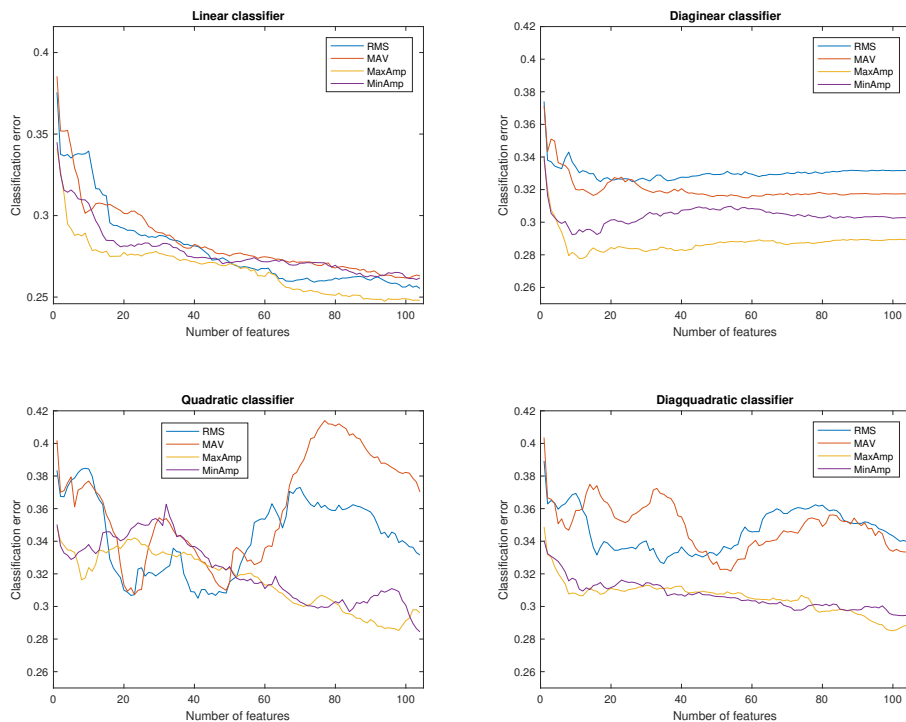 Linear classifier
0.4
0.35
0.3
0.25
Classification error
0 20 40 60 80 100
Number of features
RMS
MAV
MaxAmp
MinAmp
Diaginear classifier
0.42
0.4
0.38
0.36
0.34
0.32
0.3
0.28
0.26
Classification error
0 20 40 60 80 100
Number of features
RMS
MAV
MaxAmp
MinAmp
Quadratic classifier
0.42
0.4
0.38
0.36
0.34
0.32
0.3
0.28
0.26
Classification error
0 20 40 60 80 100
Number of features
RMS
MAV
MaxAmp
MinAmp
Diagquadratic classifier
0.42
0.4
0.38
0.36
0.34
0.32
0.3
0.28
0.26
Classification error
0 20 40 60 80 100
Number of features
RMS
MAV
MaxAmp
MinAmp